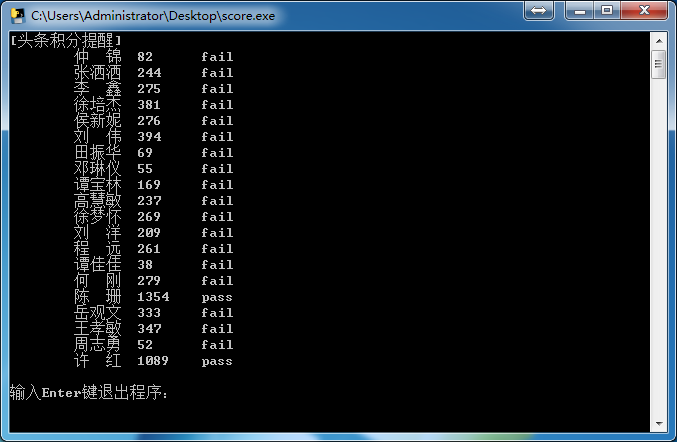 C:\Users\Administrator\Desktop\score.exe
[头条积分提醒]
仲　锦 82 fail
张洒洒 244 fail
李　鑫 275 fail
徐培杰 381 fail
侯新妮 276 fail
刘　伟 394 fail
田振华 69 fail
邓琳仪 55 fail
谭宝林 169 fail
高慧敏 237 fail
徐梦怀 269 fail
刘　洋 209 fail
程　远 261 fail
谭佳佳 38 fail
何　刚 279 fail
陈　珊 1354 pass
岳观文 333 fail
王孝敏 347 fail
周志勇 52 fail
许　红 1089 pass
输入Enter键退出程序: